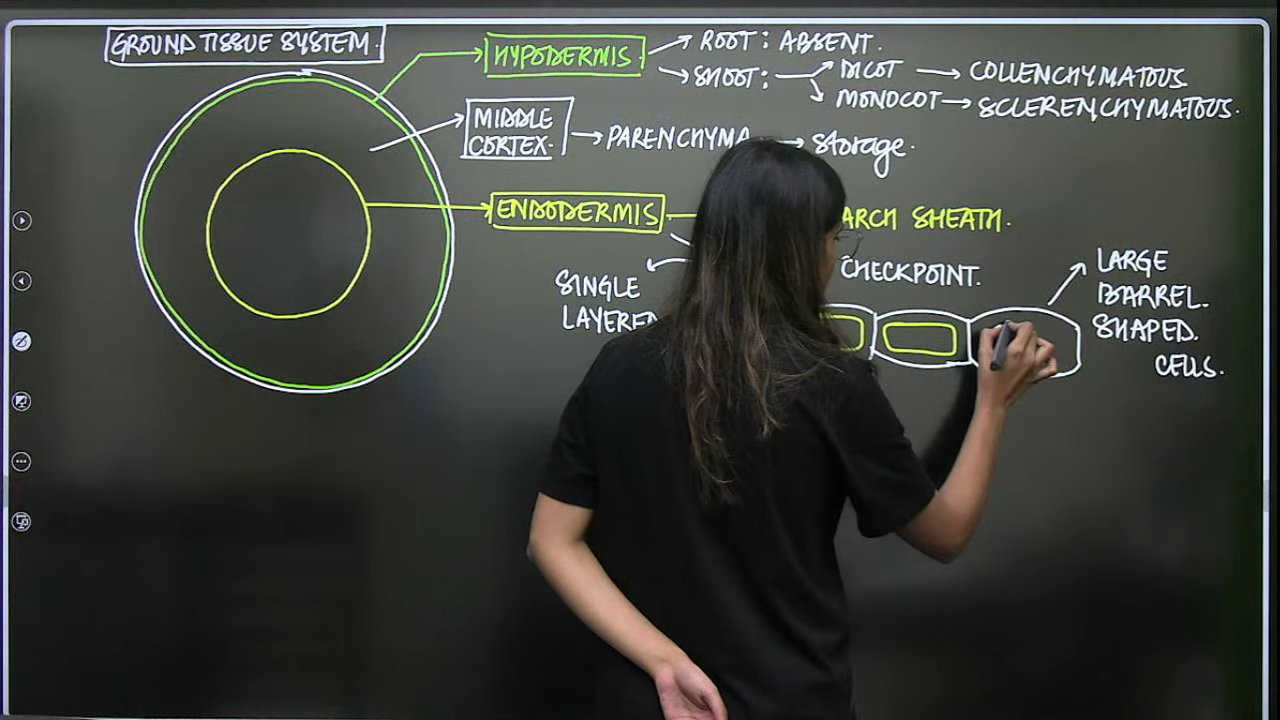 GROUND TISSUE SYSTEM.
HYPODERMIS.
ROOT: ABSENT.
SHOOT:
DICOT
COLLENCHYMATOUS
MONOCOT
SCLERENCHYMATOUS.
MIDDLE
CORTEX.
PARENCHYMA
Storage.
ENDODERMIS
ARCH SHEATH.
CHECKPOINT.
SINGLE
LAYERED
LARGE
BARREL.
SHAPED.
CELLS.